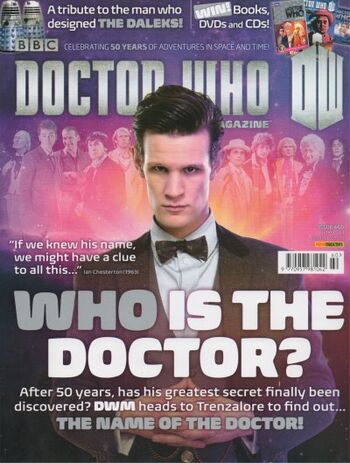 A tribute to the man who
designed THE DALEKS!
WIN! Books,
DVDs and CDs!
BBC
CELEBRATING 50 YEARS OF ADVENTURES IN SPACE AND TIME!
DOCTOR WHO
MAGAZINE
DW
ISSUE 460
"If we knew his name,
we might have a clue
to all this..." Ian Chesterton (1963)
WHO IS THE
DOCTOR?
After 50 years, has his greatest secret finally been
discovered? DWM heads to Trenzalore to find out...
THE NAME OF THE DOCTOR!